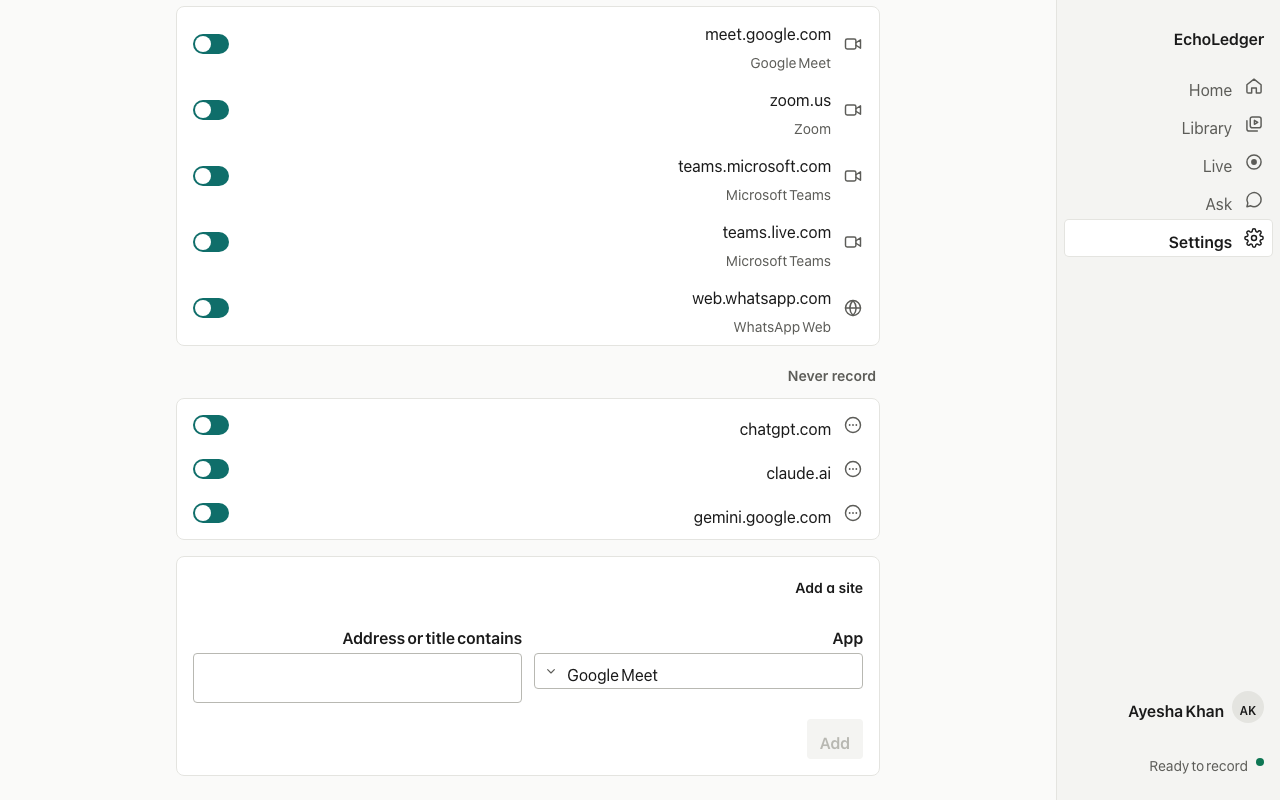 EchoLedger
Home
Library
Live
Ask
Settings
Ayesha Khan
AK
Ready to record
meet.google.com
Google Meet
zoom.us
Zoom
teams.microsoft.com
Microsoft Teams
teams.live.com
Microsoft Teams
web.whatsapp.com
WhatsApp Web
Never record
chatgpt.com
claude.ai
gemini.google.com
Add a site
App
Google Meet
Address or title contains
Add